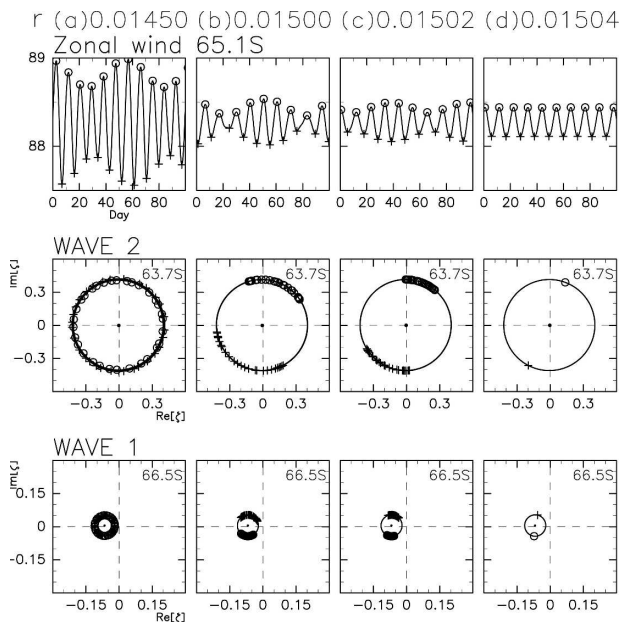 r (a)0.01450 (b)0.01500 (c)0.01502 (d)0.01504
Zonal wind 65.1S
89
88
0 20 40 60 80 0 20 40 60 80 0 20 40 60 80 0 20 40 60 80
Day
WAVE 2
63.7S 63.7S 63.7S 63.7S
Im[ζ]
0.3
0
-0.3
-0.3 0 0.3 -0.3 0 0.3 -0.3 0 0.3 -0.3 0 0.3
Re[ζ]
WAVE 1
66.5S 66.5S 66.5S 66.5S
Im[ζ]
0.15
0
-0.15
-0.15 0 0.15 -0.15 0 0.15 -0.15 0 0.15 -0.15 0 0.15
Re[ζ]